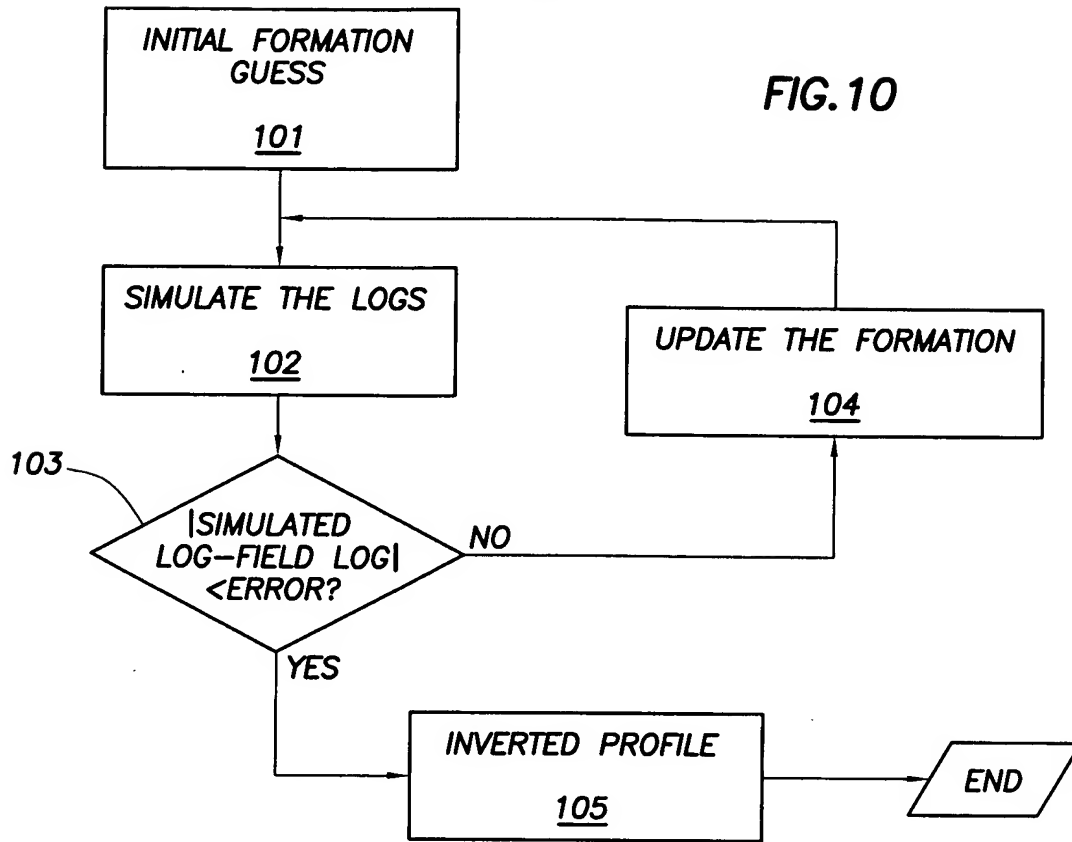 INITIAL FORMATION
GUESS
101
FIG.10
SIMULATE THE LOGS
102
UPDATE THE FORMATION
104
103
|SIMULATED
LOG–FIELD LOG|
<ERROR?
NO
YES
INVERTED PROFILE
105
END